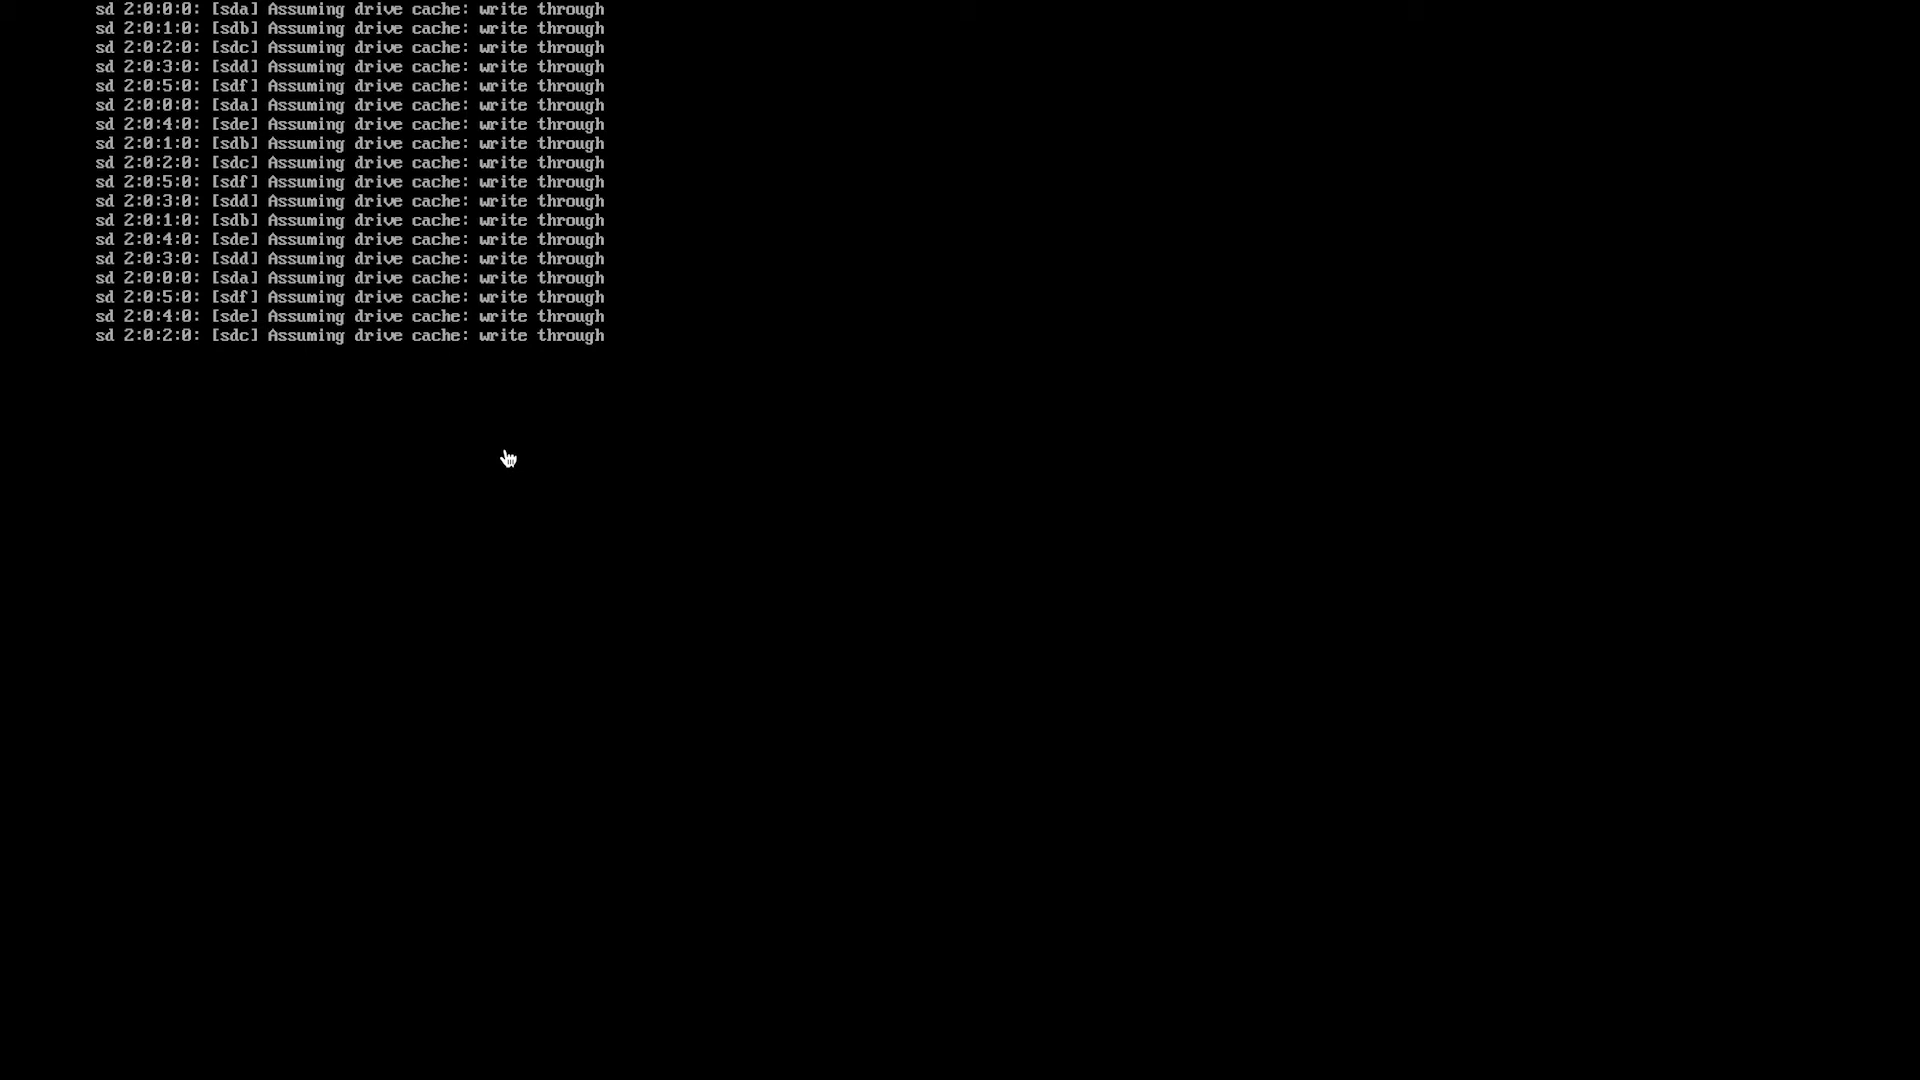 sd 2:0:0:0: [sda] Assuming drive cache: write through
sd 2:0:1:0: [sdb] Assuming drive cache: write through
sd 2:0:2:0: [sdc] Assuming drive cache: write through
sd 2:0:3:0: [sdd] Assuming drive cache: write through
sd 2:0:5:0: [sdf] Assuming drive cache: write through
sd 2:0:0:0: [sda] Assuming drive cache: write through
sd 2:0:4:0: [sde] Assuming drive cache: write through
sd 2:0:1:0: [sdb] Assuming drive cache: write through
sd 2:0:2:0: [sdc] Assuming drive cache: write through
sd 2:0:5:0: [sdf] Assuming drive cache: write through
sd 2:0:3:0: [sdd] Assuming drive cache: write through
sd 2:0:1:0: [sdb] Assuming drive cache: write through
sd 2:0:4:0: [sde] Assuming drive cache: write through
sd 2:0:3:0: [sdd] Assuming drive cache: write through
sd 2:0:0:0: [sda] Assuming drive cache: write through
sd 2:0:5:0: [sdf] Assuming drive cache: write through
sd 2:0:4:0: [sde] Assuming drive cache: write through
sd 2:0:2:0: [sdc] Assuming drive cache: write through